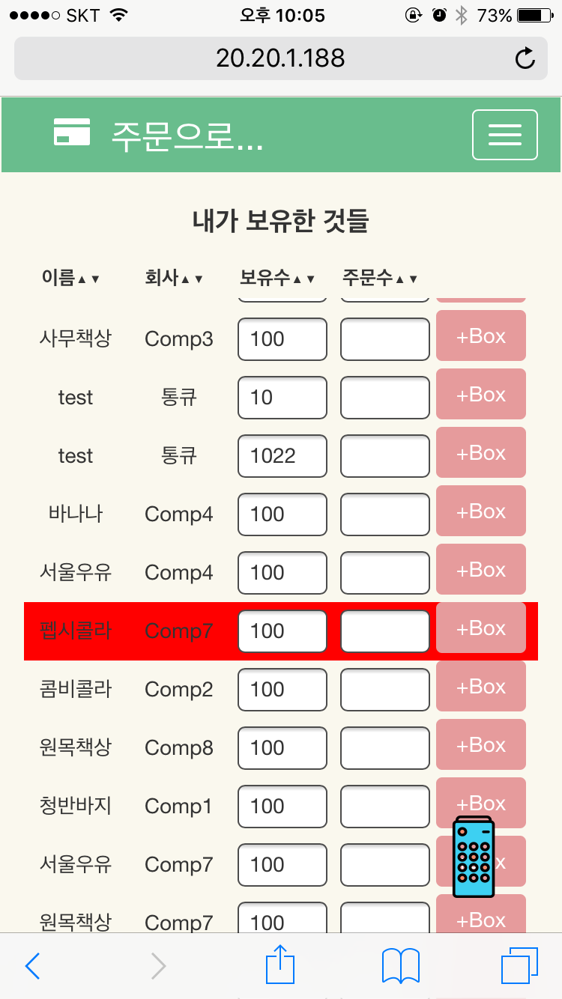 SKT 오후 10:05 73%
20.20.1.188
주문으로...
내가 보유한 것들
이름▲▼ 회사▲▼ 보유수▲▼ 주문수▲▼
사무책상 Comp3 100 +Box
test 통큐 10 +Box
test 통큐 1022 +Box
바나나 Comp4 100 +Box
서울우유 Comp4 100 +Box
펩시콜라 Comp7 100 +Box
콤비콜라 Comp2 100 +Box
원목책상 Comp8 100 +Box
청반바지 Comp1 100 +Box
서울우유 Comp7 100 x
원목책상 Comp7 100 +Box